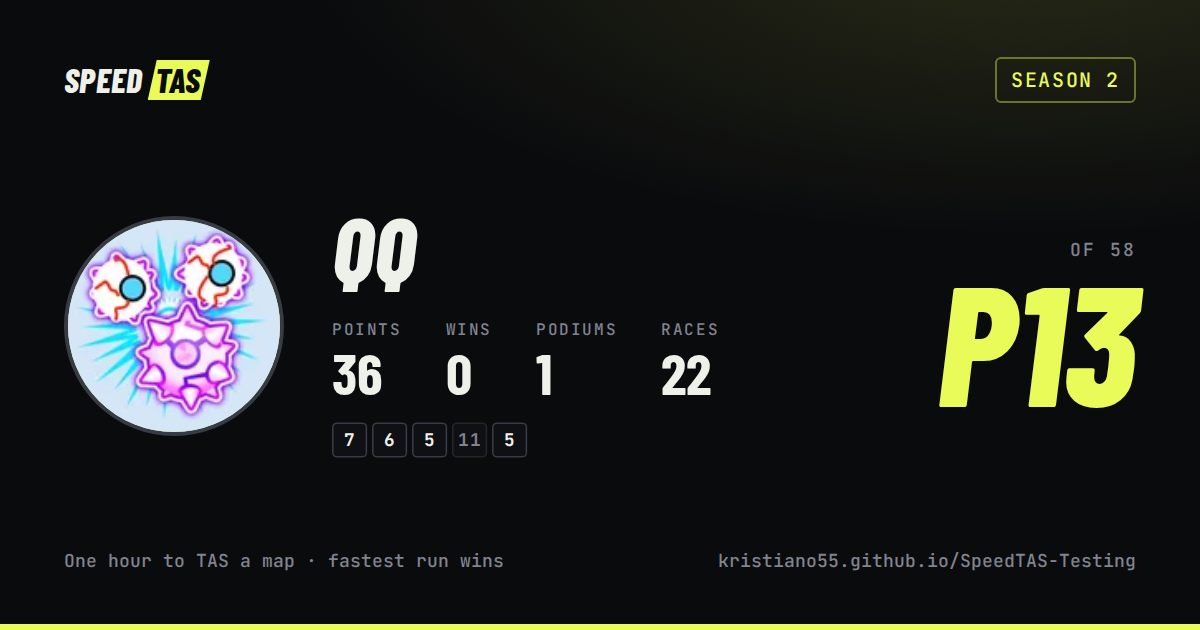 SPEED TAS
SEASON 2
QQ
OF 58
P13
POINTS WINS PODIUMS RACES
36 0 1 22
7 6 5 11 5
One hour to TAS a map · fastest run wins
kristiano55.github.io/SpeedTAS-Testing